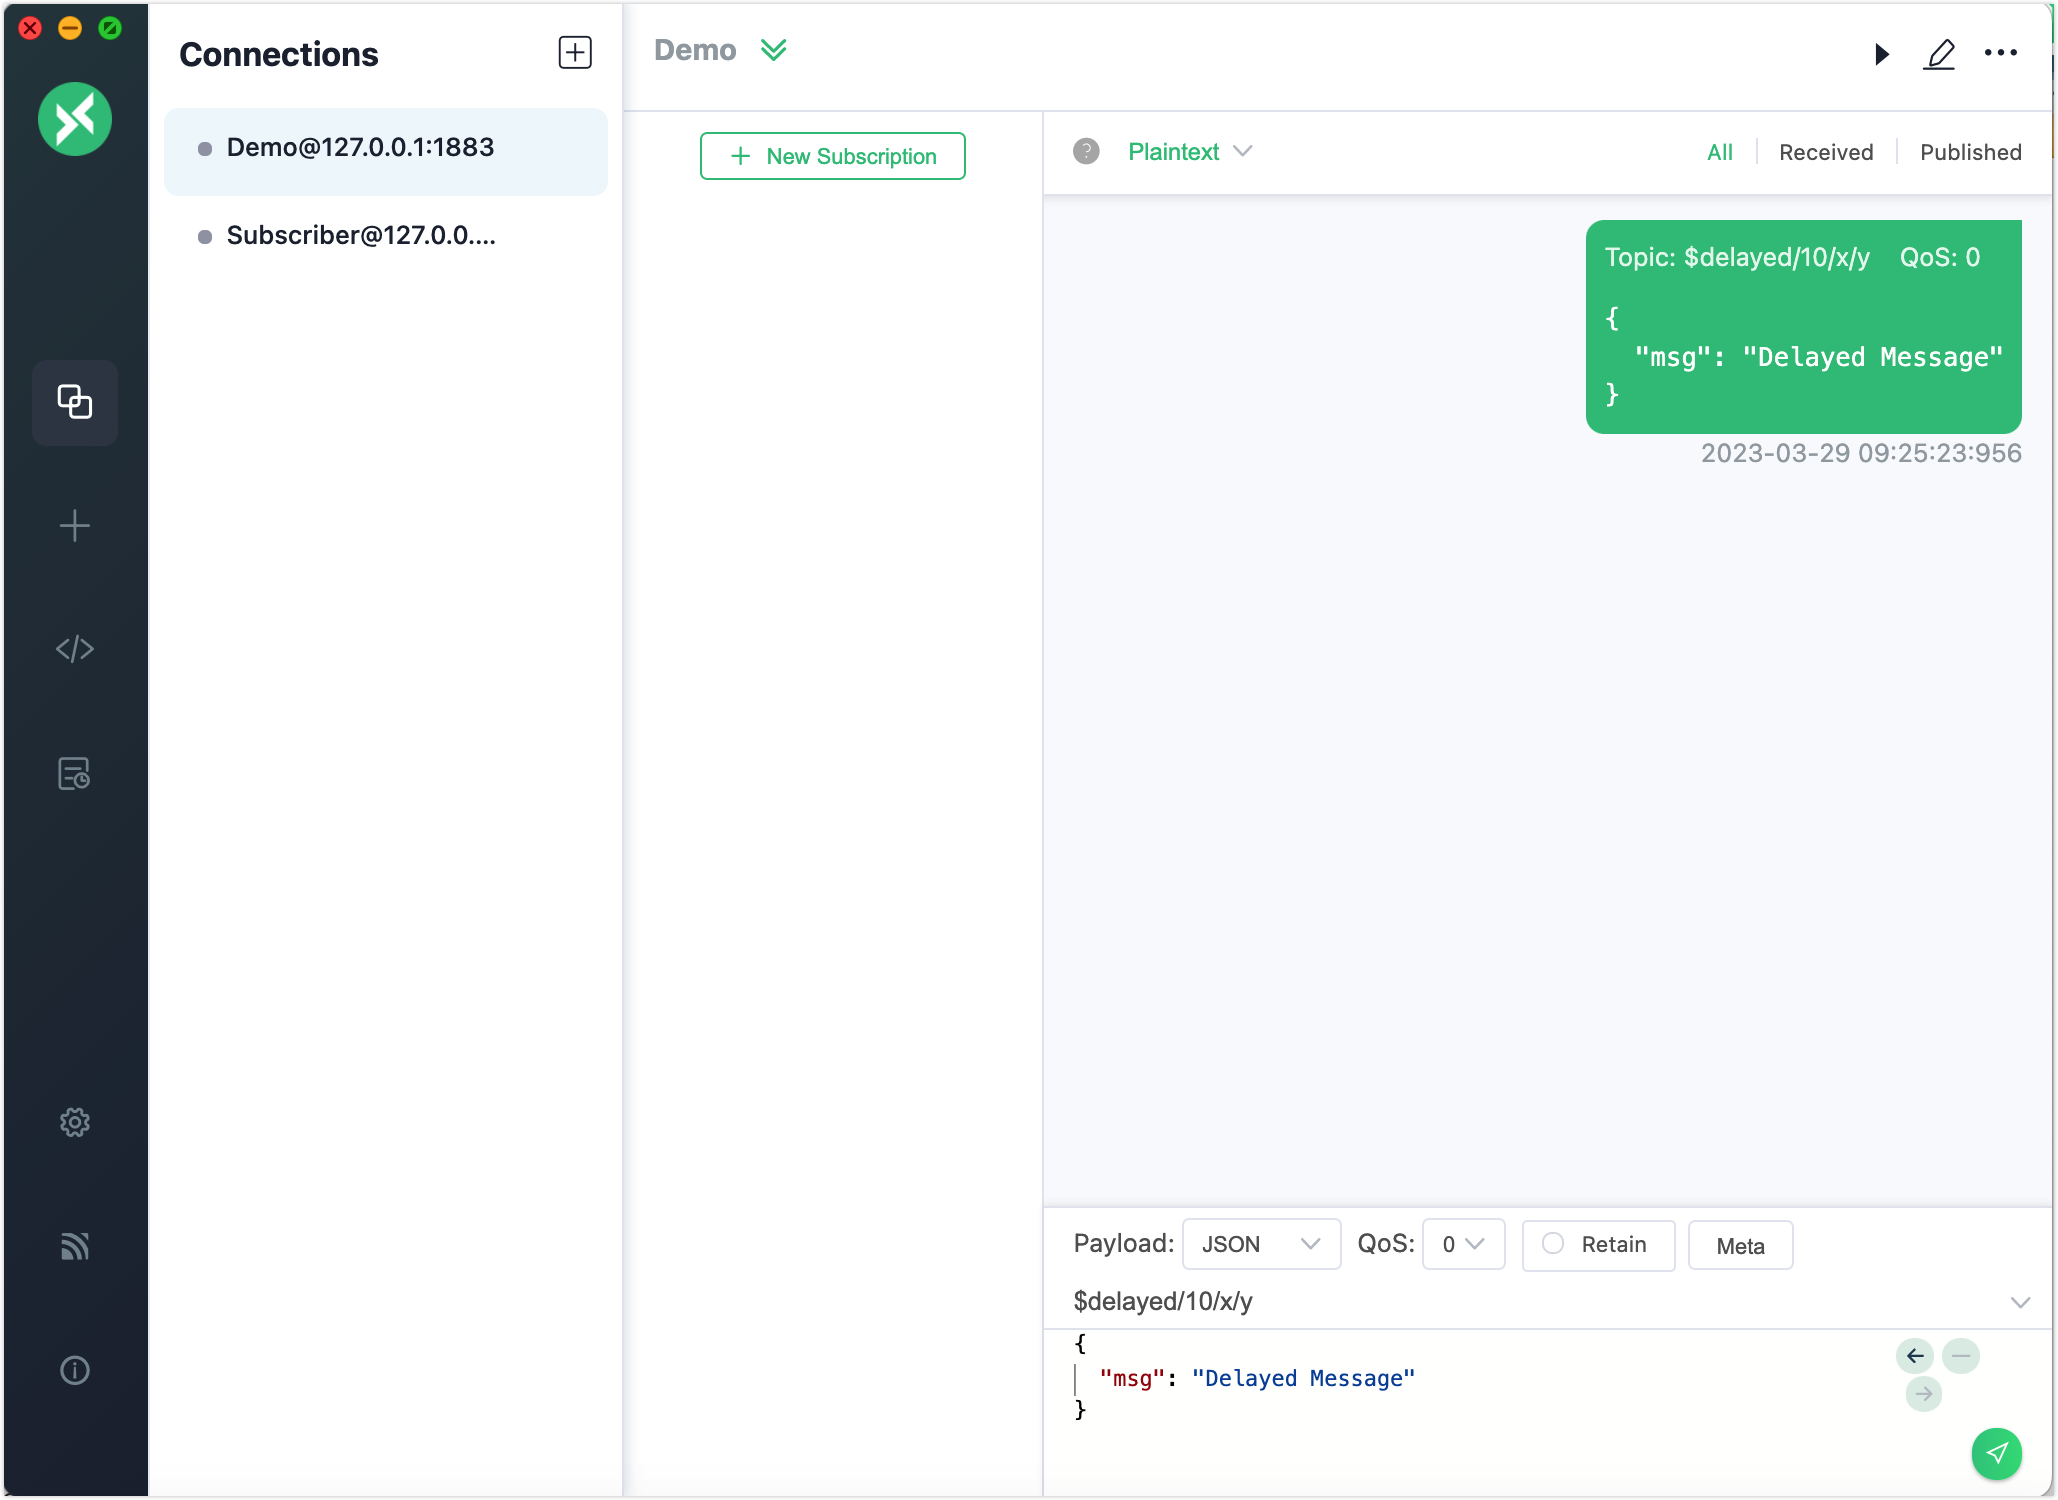 Connections
Demo@127.0.0.1:1883
Subscriber@127.0.0....
Demo
New Subscription
Plaintext
All
Received
Published
Topic: $delayed/10/x/y QoS: 0
{
"msg": "Delayed Message"
}
2023-03-29 09:25:23:956
Payload: JSON QoS: 0 Retain Meta
$delayed/10/x/y
{
"msg": "Delayed Message"
}